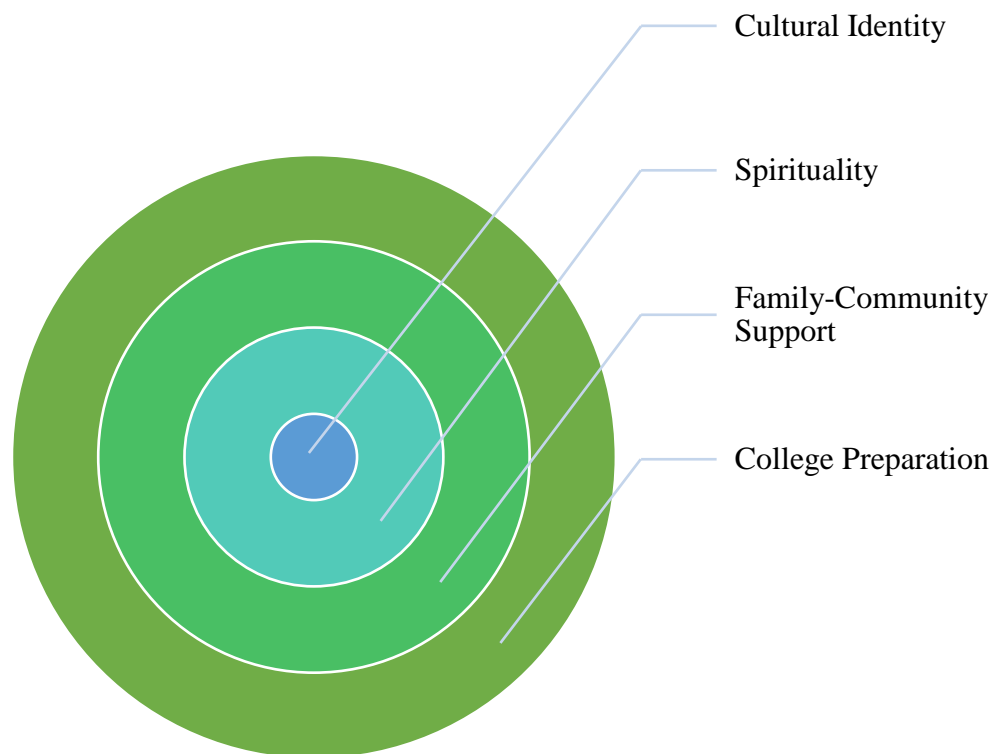 Cultural Identity
Spirituality
Family-Community
Support
College Preparation